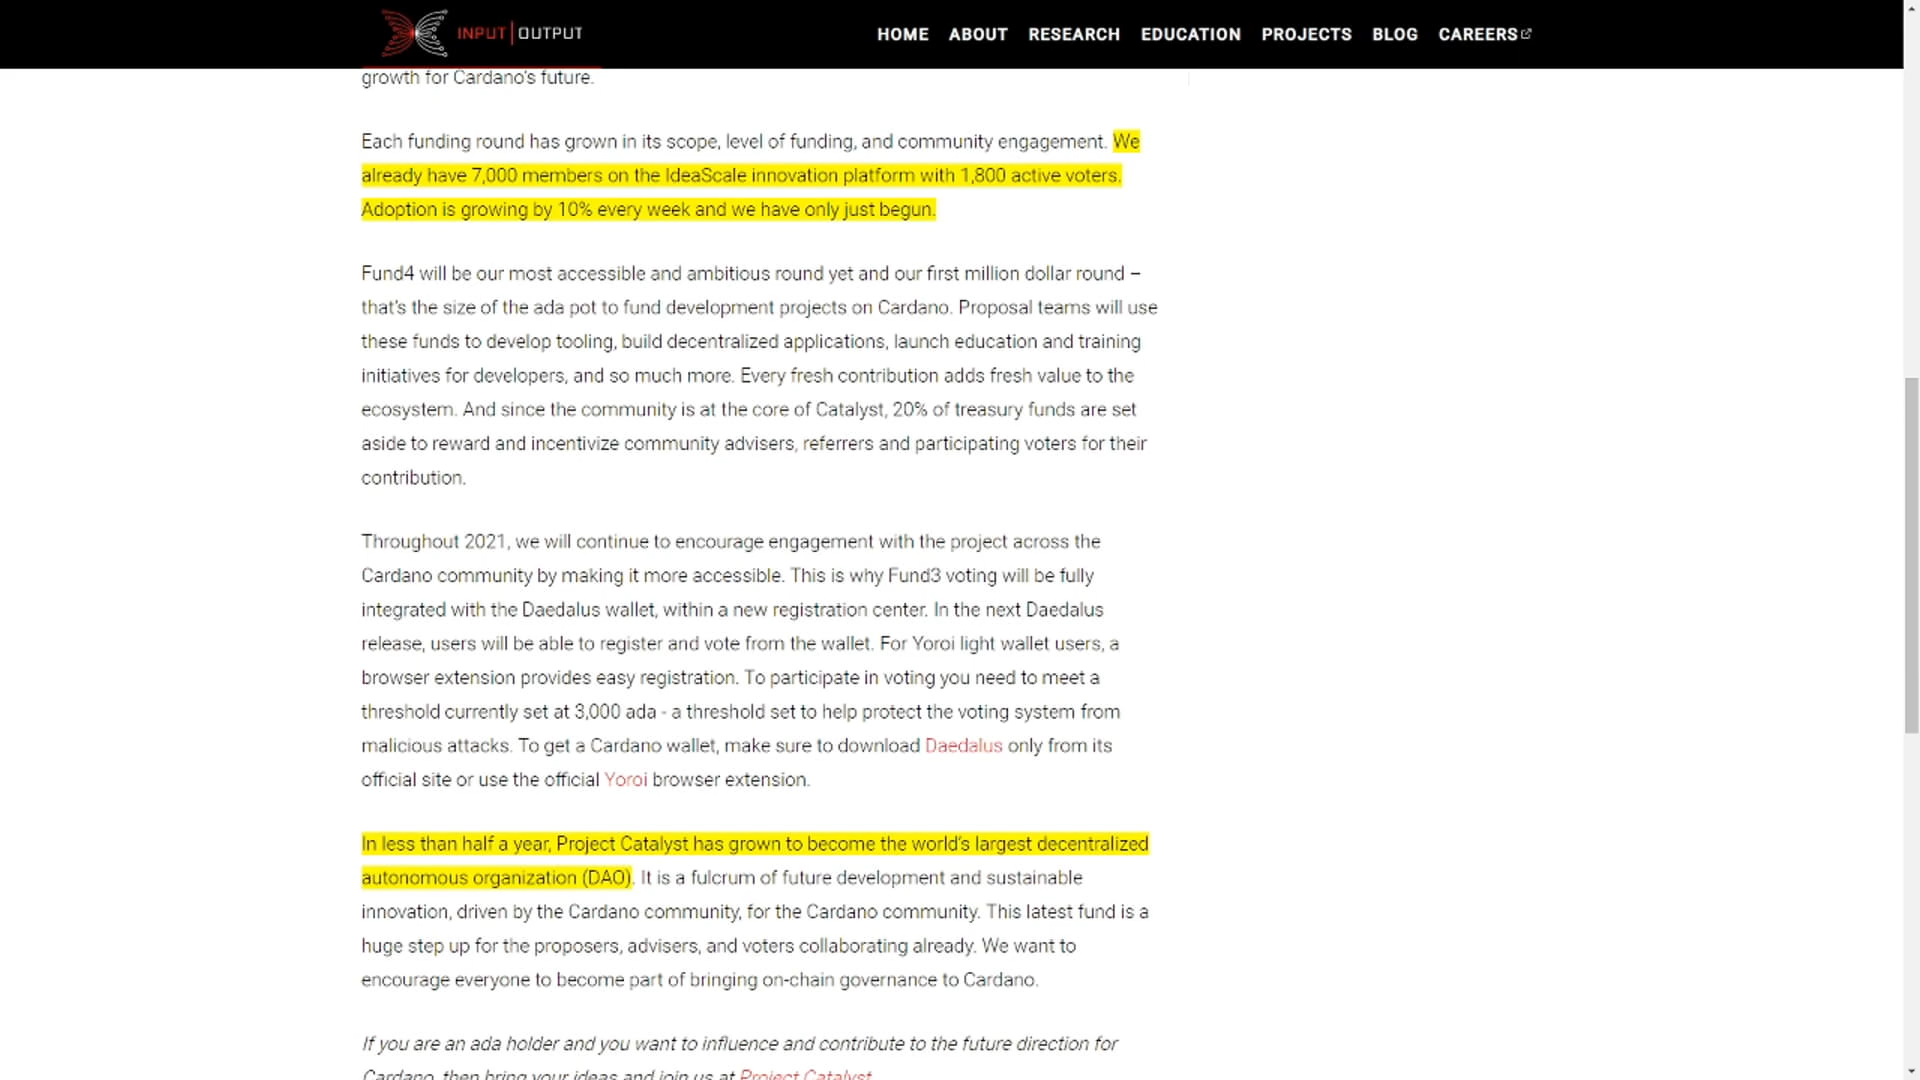 INPUT|OUTPUT
HOME ABOUT RESEARCH EDUCATION PROJECTS BLOG CAREERS
growth for Cardano's future.
Each funding round has grown in its scope, level of funding, and community engagement. We
already have 7,000 members on the IdeaScale innovation platform with 1,800 active voters.
Adoption is growing by 10% every week and we have only just begun.
Fund4 will be our most accessible and ambitious round yet and our first million dollar round –
that's the size of the ada pot to fund development projects on Cardano. Proposal teams will use
these funds to develop tooling, build decentralized applications, launch education and training
initiatives for developers, and so much more. Every fresh contribution adds fresh value to the
ecosystem. And since the community is at the core of Catalyst, 20% of treasury funds are set
aside to reward and incentivize community advisers, referrers and participating voters for their
contribution.
Throughout 2021, we will continue to encourage engagement with the project across the
Cardano community by making it more accessible. This is why Fund3 voting will be fully
integrated with the Daedalus wallet, within a new registration center. In the next Daedalus
release, users will be able to register and vote from the wallet. For Yoroi light wallet users, a
browser extension provides easy registration. To participate in voting you need to meet a
threshold currently set at 3,000 ada - a threshold set to help protect the voting system from
malicious attacks. To get a Cardano wallet, make sure to download Daedalus only from its
official site or use the official Yoroi browser extension.
In less than half a year, Project Catalyst has grown to become the world's largest decentralized
autonomous organization (DAO). It is a fulcrum of future development and sustainable
innovation, driven by the Cardano community, for the Cardano community. This latest fund is a
huge step up for the proposers, advisers, and voters collaborating already. We want to
encourage everyone to become part of bringing on-chain governance to Cardano.
If you are an ada holder and you want to influence and contribute to the future direction for
Cardano, then bring your ideas and join us at Project Catalyst